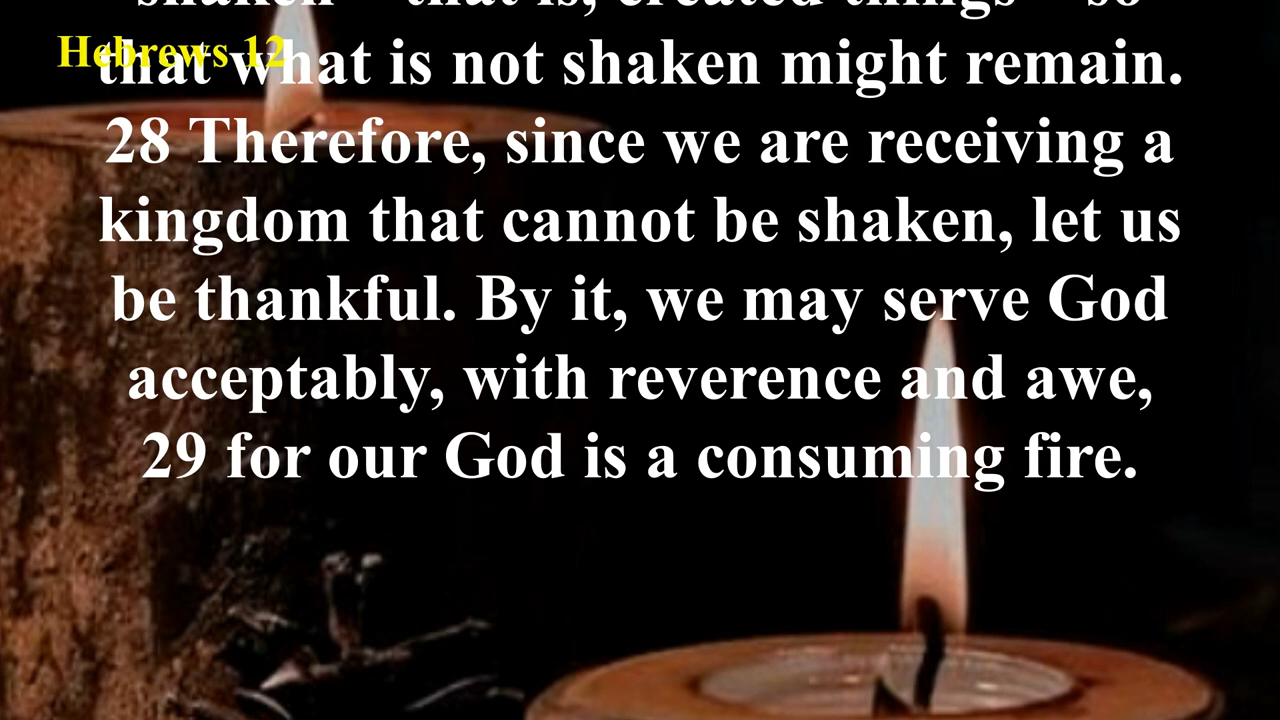 shaken – that is, created things – so
Hebrews 12
that what is not shaken might remain.
28 Therefore, since we are receiving a
kingdom that cannot be shaken, let us
be thankful. By it, we may serve God
acceptably, with reverence and awe,
29 for our God is a consuming fire.